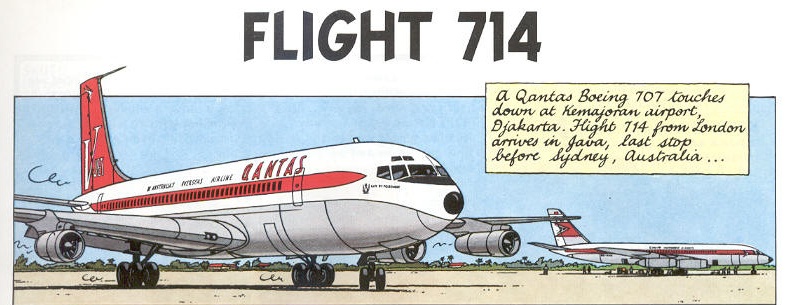 FLIGHT 714
A Qantas Boeing 707 touches
down at Kemajoran airport,
Djakarta. Flight 714 from London
arrives in Java, last stop
before Sydney, Australia ...
AUSTRALIA'S OVERSEAS AIRLINE QANTAS
V